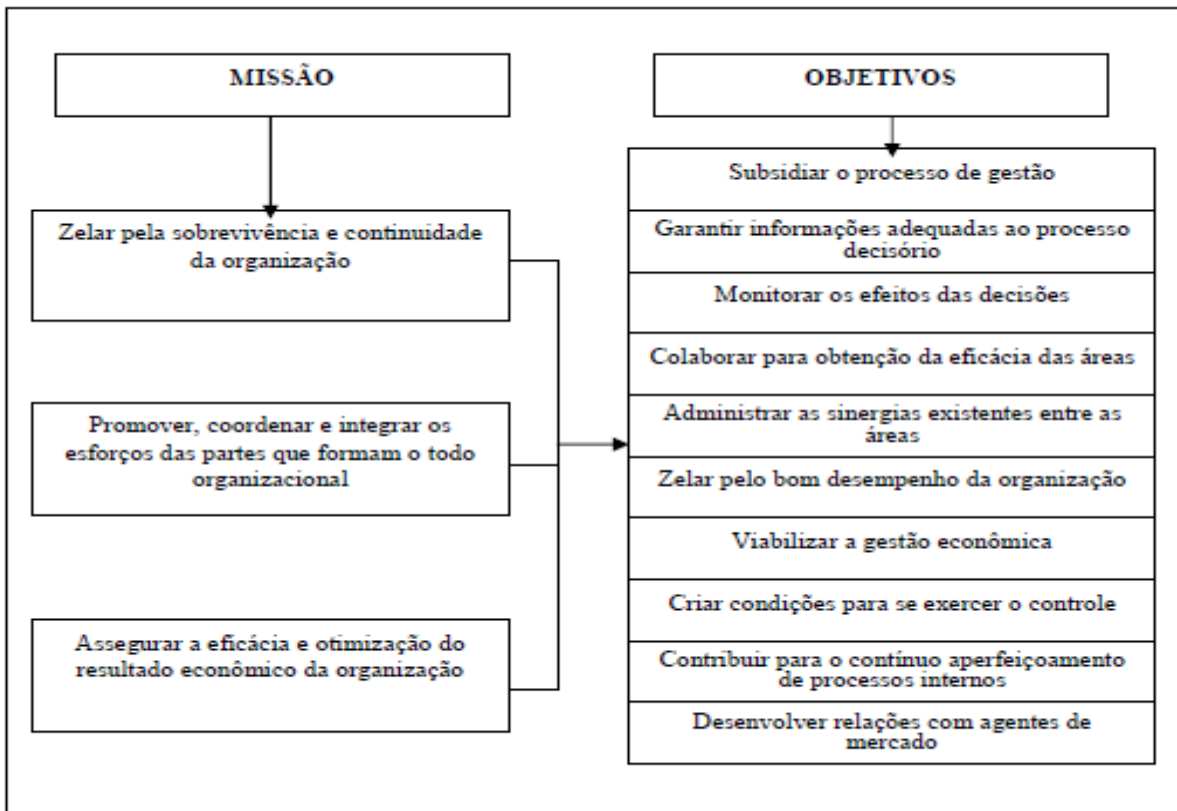 MISSÃO
Zelar pela sobrevivência e continuidade
da organização
Promover, coordenar e integrar os
esforços das partes que formam o todo
organizacional
Assegurar a eficácia e otimização do
resultado econômico da organização
OBJETIVOS
Subsidiar o processo de gestão
Garantir informações adequadas ao processo
decisório
Monitorar os efeitos das decisões
Colaborar para obtenção da eficácia das áreas
Administrar as sinergias existentes entre as
áreas
Zelar pelo bom desempenho da organização
Viabilizar a gestão econômica
Criar condições para se exercer o controle
Contribuir para o contínuo aperfeiçoamento
de processos internos
Desenvolver relações com agentes de
mercado